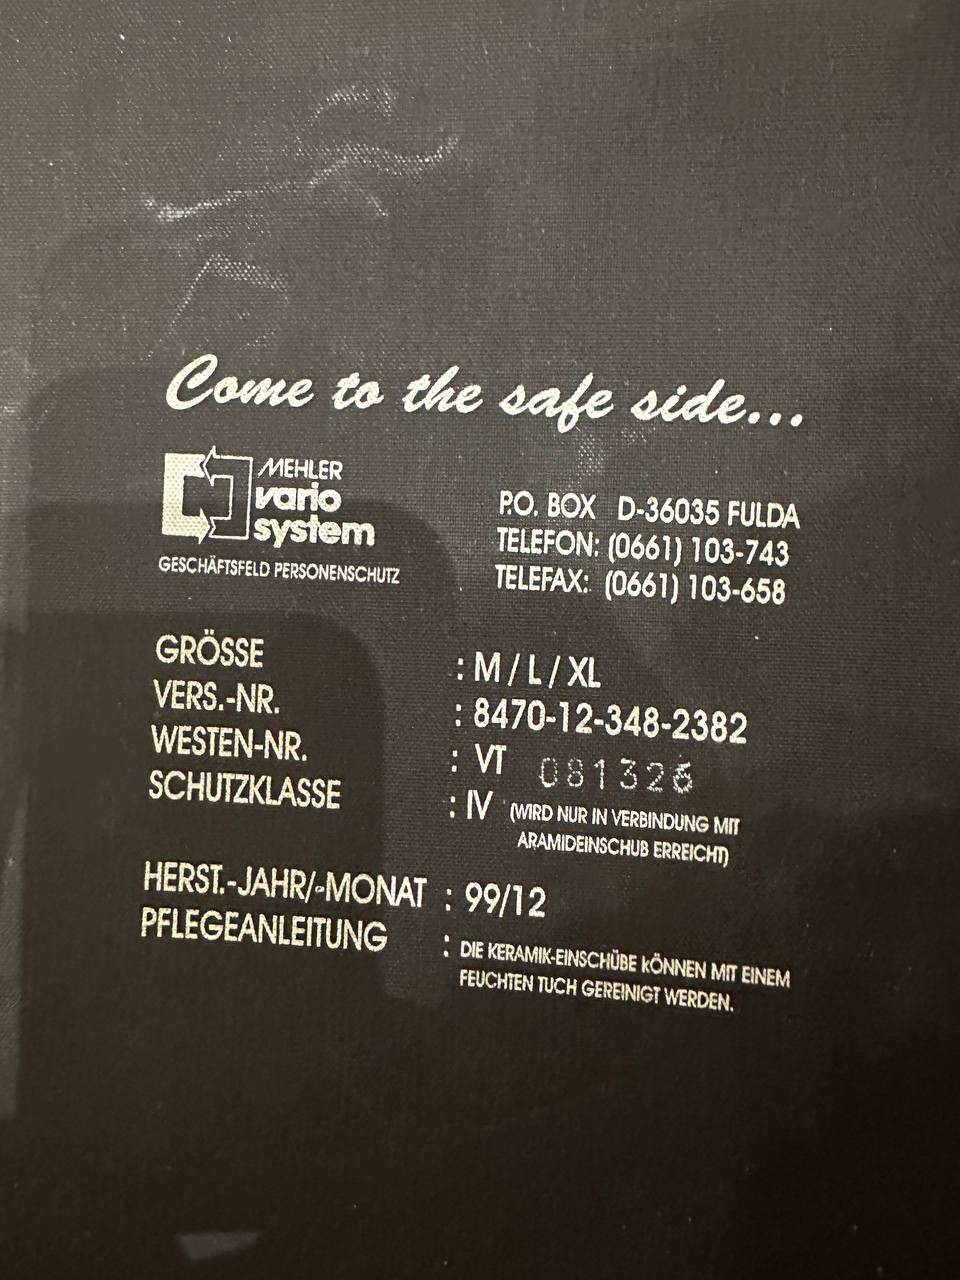 Come to the safe side...
MEHLER
vario
system
GESCHÄFTSFELD PERSONENSCHUTZ
P.O. BOX D-36035 FULDA
TELEFON: (0661) 103-743
TELEFAX: (0661) 103-658
GRÖSSE : M / L / XL
VERS.-NR. : 8470-12-348-2382
WESTEN-NR. : VT 081326
SCHUTZKLASSE : IV (WIRD NUR IN VERBINDUNG MIT
ARAMIDEINSCHUB ERREICHT)
HERST.-JAHR/-MONAT : 99/12
PFLEGEANLEITUNG : DIE KERAMIK-EINSCHÜBE KÖNNEN MIT EINEM
FEUCHTEN TUCH GEREINIGT WERDEN.